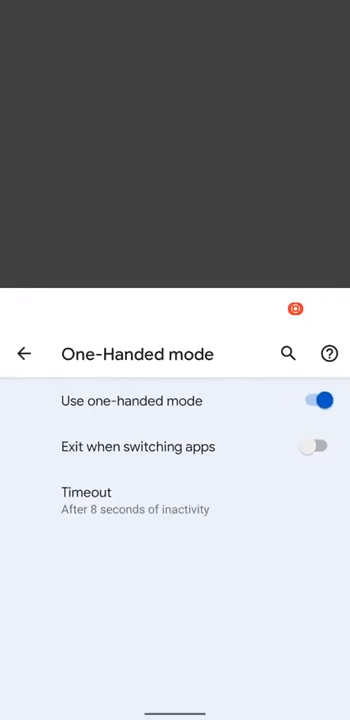 One-Handed mode
Use one-handed mode
Exit when switching apps
Timeout
After 8 seconds of inactivity